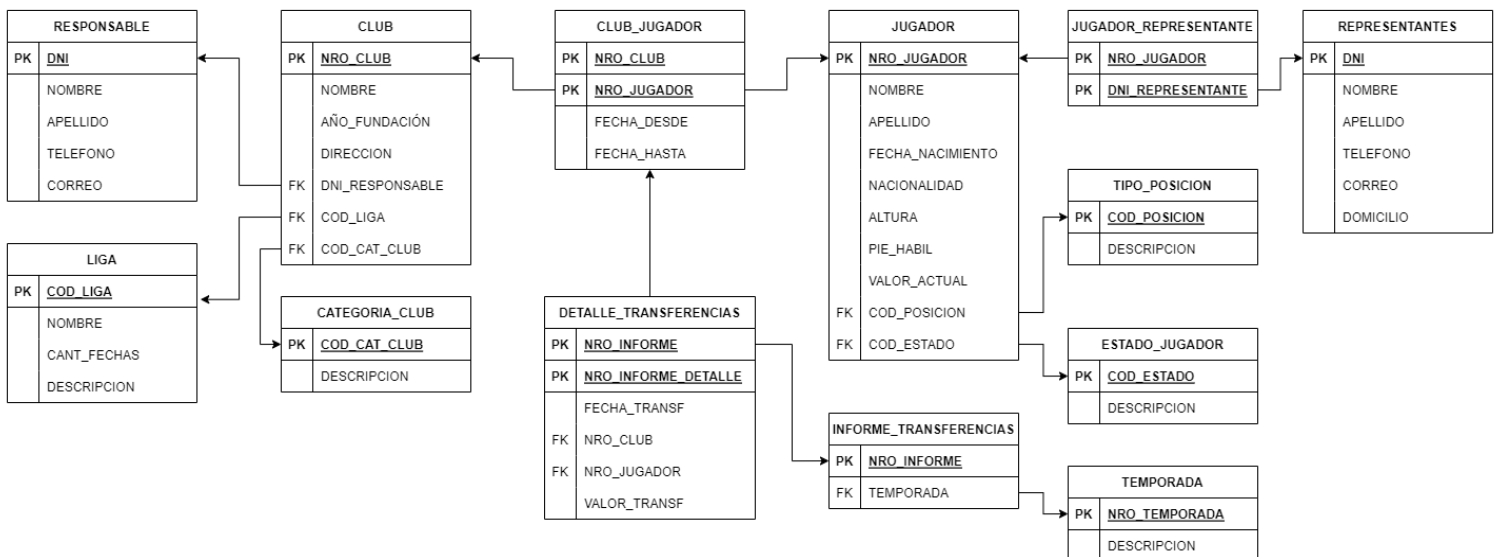 RESPONSABLE
PK DNI
NOMBRE
APELLIDO
TELEFONO
CORREO
CLUB
PK NRO_CLUB
NOMBRE
AÑO_FUNDACIÓN
DIRECCION
FK DNI_RESPONSABLE
FK COD_LIGA
FK COD_CAT_CLUB
CLUB_JUGADOR
PK NRO_CLUB
PK NRO_JUGADOR
FECHA_DESDE
FECHA_HASTA
JUGADOR
PK NRO_JUGADOR
NOMBRE
APELLIDO
FECHA_NACIMIENTO
NACIONALIDAD
ALTURA
PIE_HABIL
VALOR_ACTUAL
FK COD_POSICION
FK COD_ESTADO
JUGADOR_REPRESENTANTE
PK NRO_JUGADOR
PK DNI_REPRESENTANTE
REPRESENTANTES
PK DNI
NOMBRE
APELLIDO
TELEFONO
CORREO
DOMICILIO
TIPO_POSICION
PK COD_POSICION
DESCRIPCION
LIGA
PK COD_LIGA
NOMBRE
CANT_FECHAS
DESCRIPCION
CATEGORIA_CLUB
PK COD_CAT_CLUB
DESCRIPCION
DETALLE_TRANSFERENCIAS
PK NRO_INFORME
PK NRO_INFORME_DETALLE
FECHA_TRANSF
FK NRO_CLUB
FK NRO_JUGADOR
VALOR_TRANSF
ESTADO_JUGADOR
PK COD_ESTADO
DESCRIPCION
INFORME_TRANSFERENCIAS
PK NRO_INFORME
FK TEMPORADA
TEMPORADA
PK NRO_TEMPORADA
DESCRIPCION